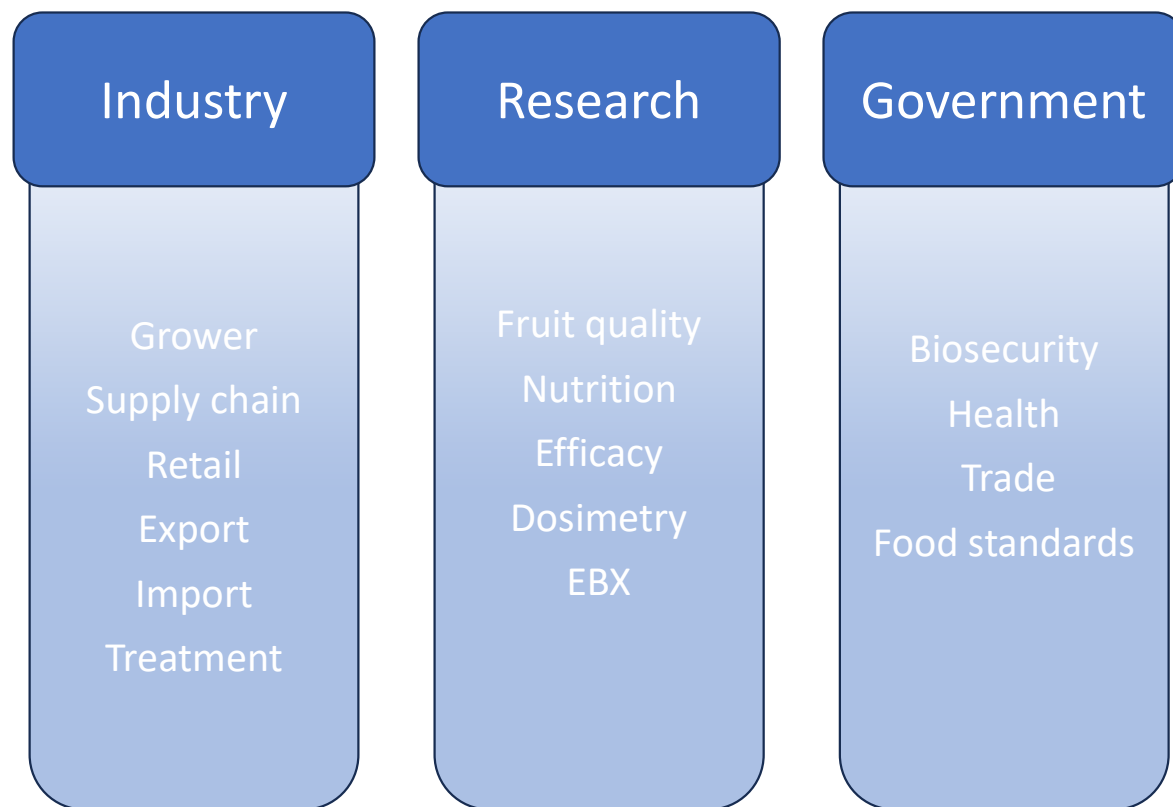 Industry
Grower
Supply chain
Retail
Export
Import
Treatment
Research
Fruit quality
Nutrition
Efficacy
Dosimetry
EBX
Government
Biosecurity
Health
Trade
Food standards